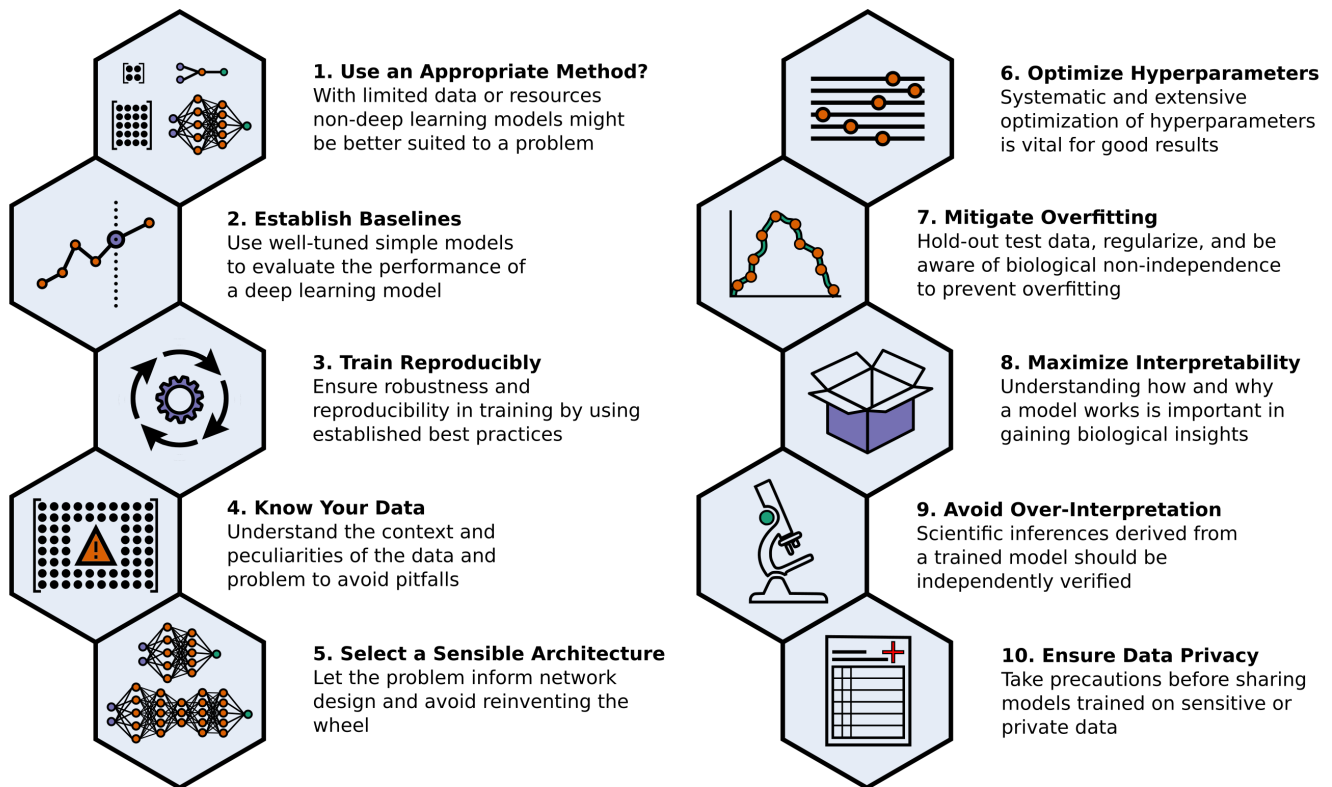 1. Use an Appropriate Method?
With limited data or resources
non-deep learning models might
be better suited to a problem
2. Establish Baselines
Use well-tuned simple models
to evaluate the performance of
a deep learning model
3. Train Reproducibly
Ensure robustness and
reproducibility in training by using
established best practices
4. Know Your Data
Understand the context and
peculiarities of the data and
problem to avoid pitfalls
5. Select a Sensible Architecture
Let the problem inform network
design and avoid reinventing the
wheel
6. Optimize Hyperparameters
Systematic and extensive
optimization of hyperparameters
is vital for good results
7. Mitigate Overfitting
Hold-out test data, regularize, and be
aware of biological non-independence
to prevent overfitting
8. Maximize Interpretability
Understanding how and why
a model works is important in
gaining biological insights
9. Avoid Over-Interpretation
Scientific inferences derived from
a trained model should be
independently verified
10. Ensure Data Privacy
Take precautions before sharing
models trained on sensitive or
private data